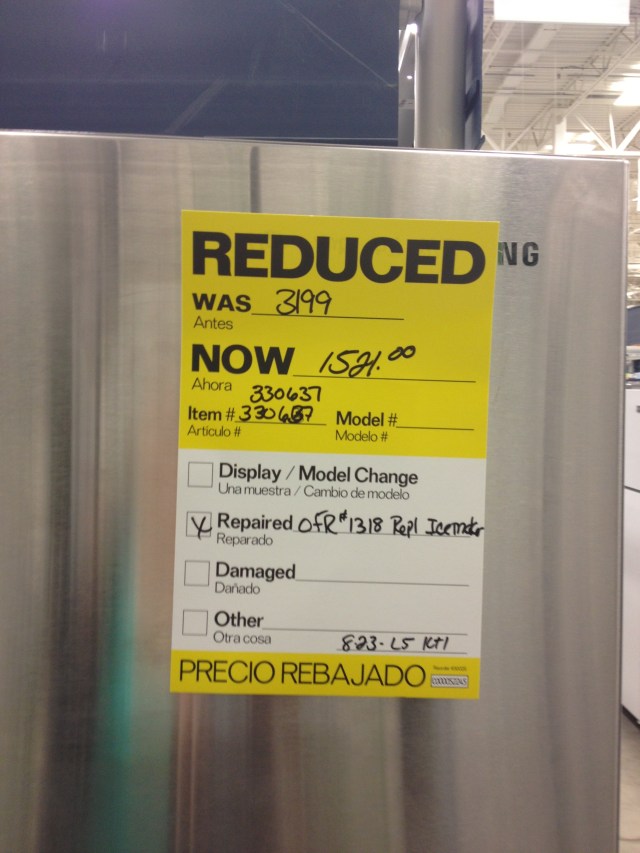 NG
REDUCED
WAS 3199
Antes
NOW 1521.00
Ahora
330637
Item # 330637 Model #
Articulo # Modelo #
Display / Model Change
Una muestra / Cambio de modelo
X Repaired OFR #1318 Repl Icemaker
Reparado
Damaged
Dañado
Other
Otra cosa 8-23-
PRECIO REBAJADO